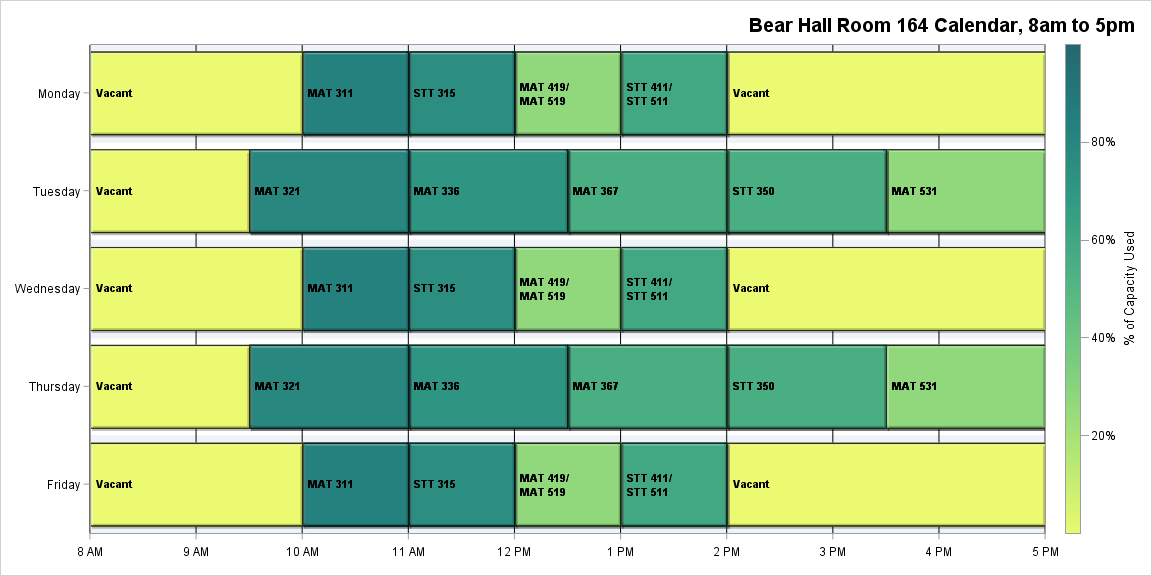 Bear Hall Room 164 Calendar, 8am to 5pm
Monday
Vacant
MAT 311
STT 315
MAT 419/
MAT 519
STT 411/
STT 511
Vacant
Tuesday
Vacant
MAT 321
MAT 336
MAT 367
STT 350
MAT 531
Wednesday
Vacant
MAT 311
STT 315
MAT 419/
MAT 519
STT 411/
STT 511
Vacant
Thursday
Vacant
MAT 321
MAT 336
MAT 367
STT 350
MAT 531
Friday
Vacant
MAT 311
STT 315
MAT 419/
MAT 519
STT 411/
STT 511
Vacant
8 AM
9 AM
10 AM
11 AM
12 PM
1 PM
2 PM
3 PM
4 PM
5 PM
80%
60%
40%
20%
% of Capacity Used